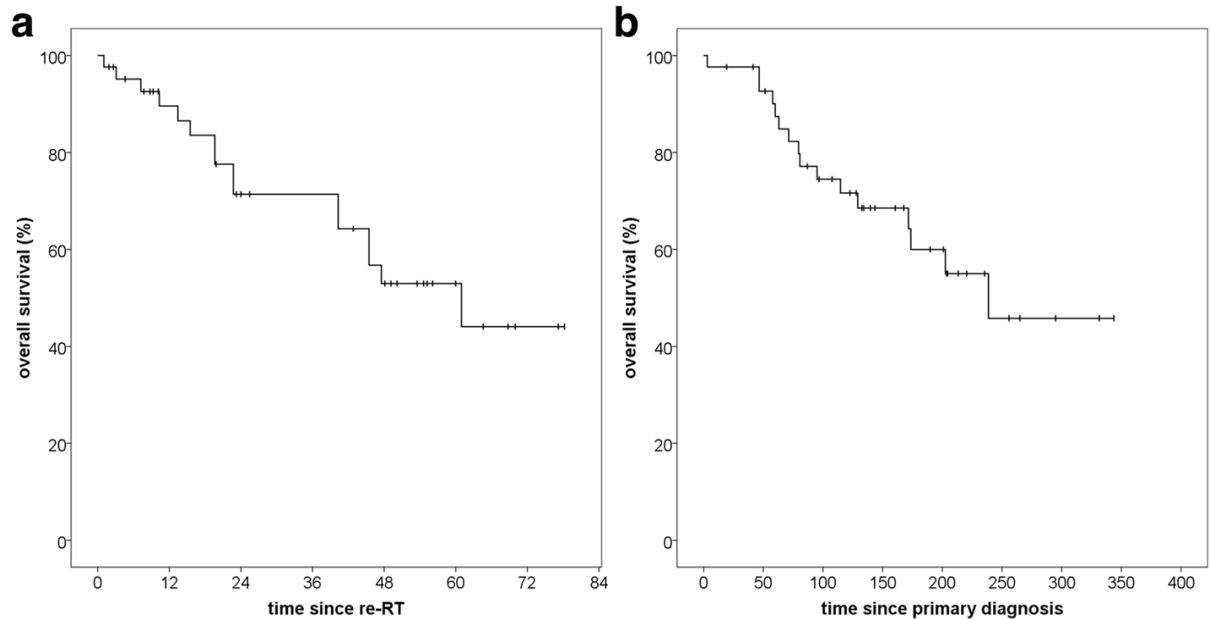 a
b
100
80
60
40
20
0
overall survival (%)
0 12 24 36 48 60 72 84
time since re-RT
100
80
60
40
20
0
overall survival (%)
0 50 100 150 200 250 300 350 400
time since primary diagnosis